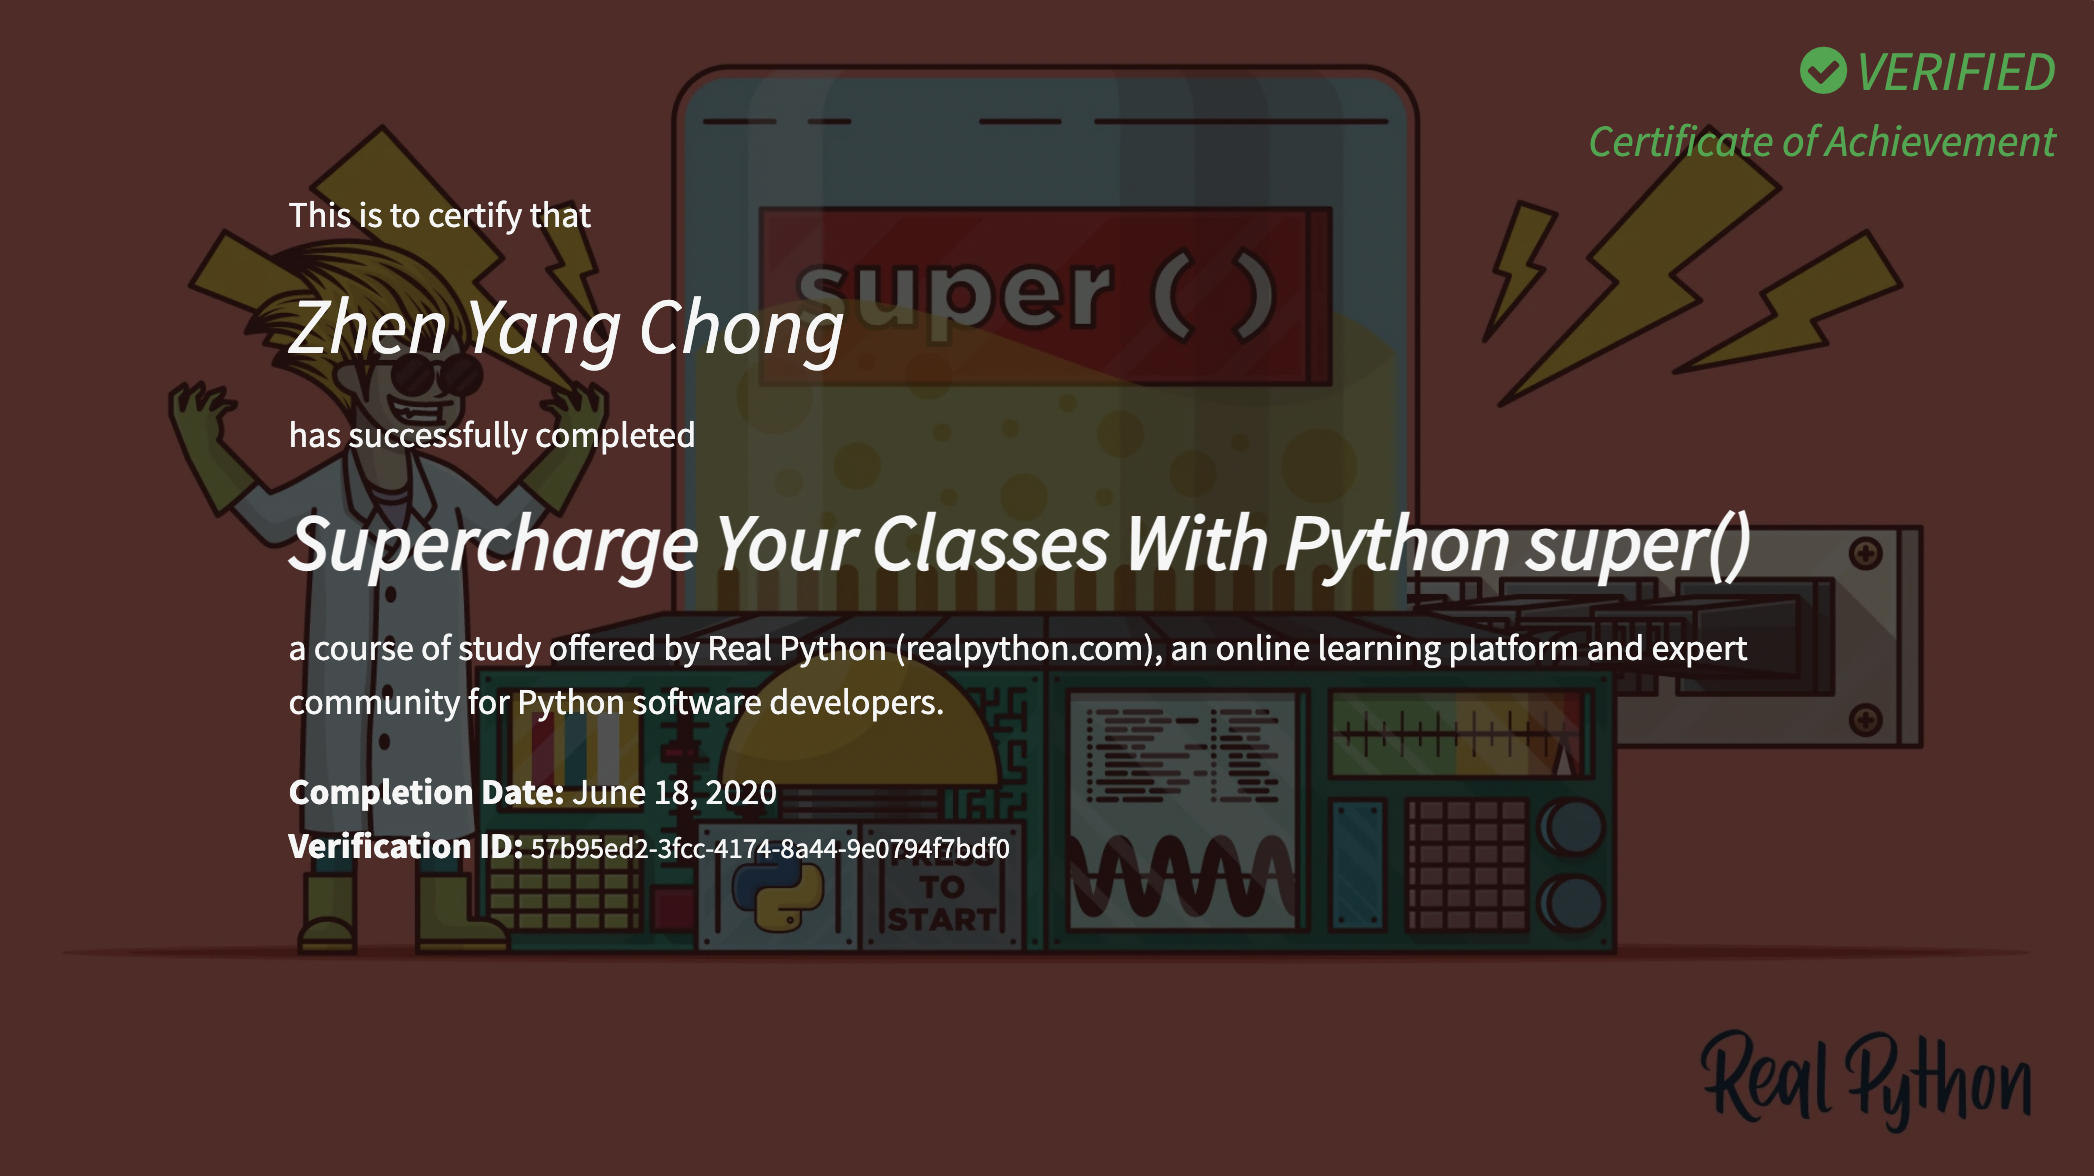 VERIFIED
Certificate of Achievement
This is to certify that
super ( )
Zhen Yang Chong
has successfully completed
Supercharge Your Classes With Python super()
a course of study offered by Real Python (realpython.com), an online learning platform and expert
community for Python software developers.
Completion Date: June 18, 2020
Verification ID: 57b95ed2-3fcc-4174-8a44-9e0794f7bdf0
PRESS
TO
START
Real Python